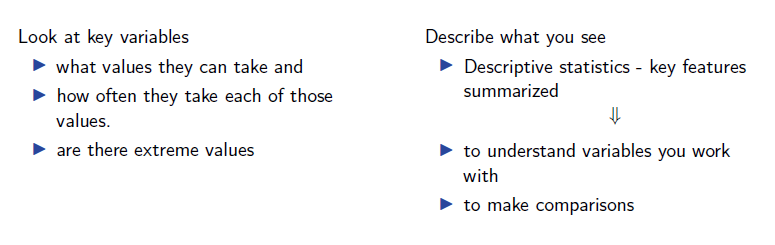 Look at key variables
▶ what values they can take and
▶ how often they take each of those
values.
▶ are there extreme values
Describe what you see
▶ Descriptive statistics - key features
summarized
⇓
▶ to understand variables you work
with
▶ to make comparisons